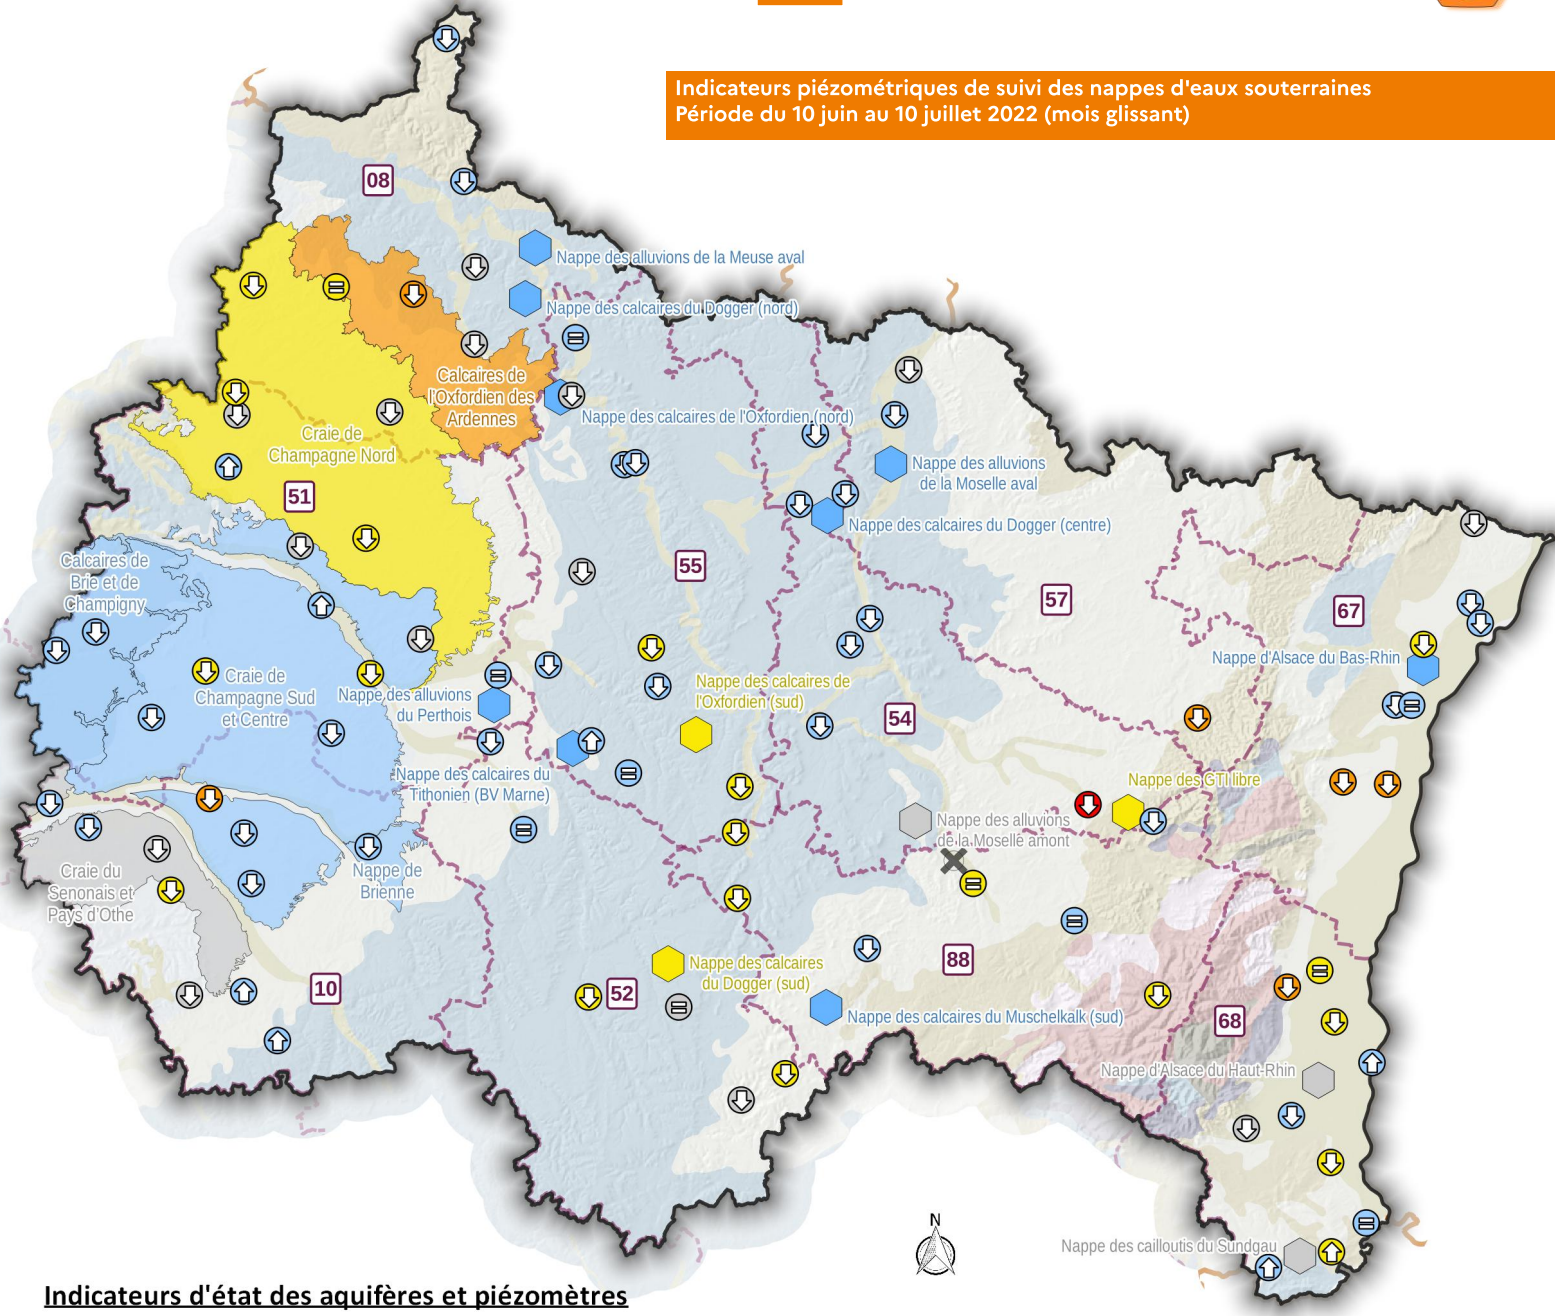 Indicateurs piézométriques de suivi des nappes d'eaux souterraines
Période du 10 juin au 10 juillet 2022 (mois glissant)
08
Nappe des alluvions de la Meuse aval
Nappe des calcaires du Dogger (nord)
Calcaires de
l'Oxfordien des
Ardennes
Nappe des calcaires de l'Oxfordien (nord)
Craie de
Champagne Nord
Nappe des alluvions
de la Moselle aval
51
Nappe des calcaires du Dogger (centre)
Calcaires de
Brie et de
Champigny
55
57
67
Nappe d'Alsace du Bas-Rhin
Craie de
Champagne Sud
et Centre
Nappe des alluvions
du Perthois
Nappe des calcaires de
l'Oxfordien (sud)
54
Nappe des calcaires du
Tithonien (BV Marne)
Nappe des GTI libre
Nappe des alluvions
de la Moselle amont
Craie du
Senonais et
Pays d'Othe
Nappe de
Brienne
88
Nappe des calcaires
du Dogger (sud)
10
52
Nappe des calcaires du Muschelkalk (sud)
68
Nappe d'Alsace du Haut-Rhin
N
Nappe des cailloutis du Sundgau
Indicateurs d'état des aquifères et piézomètres